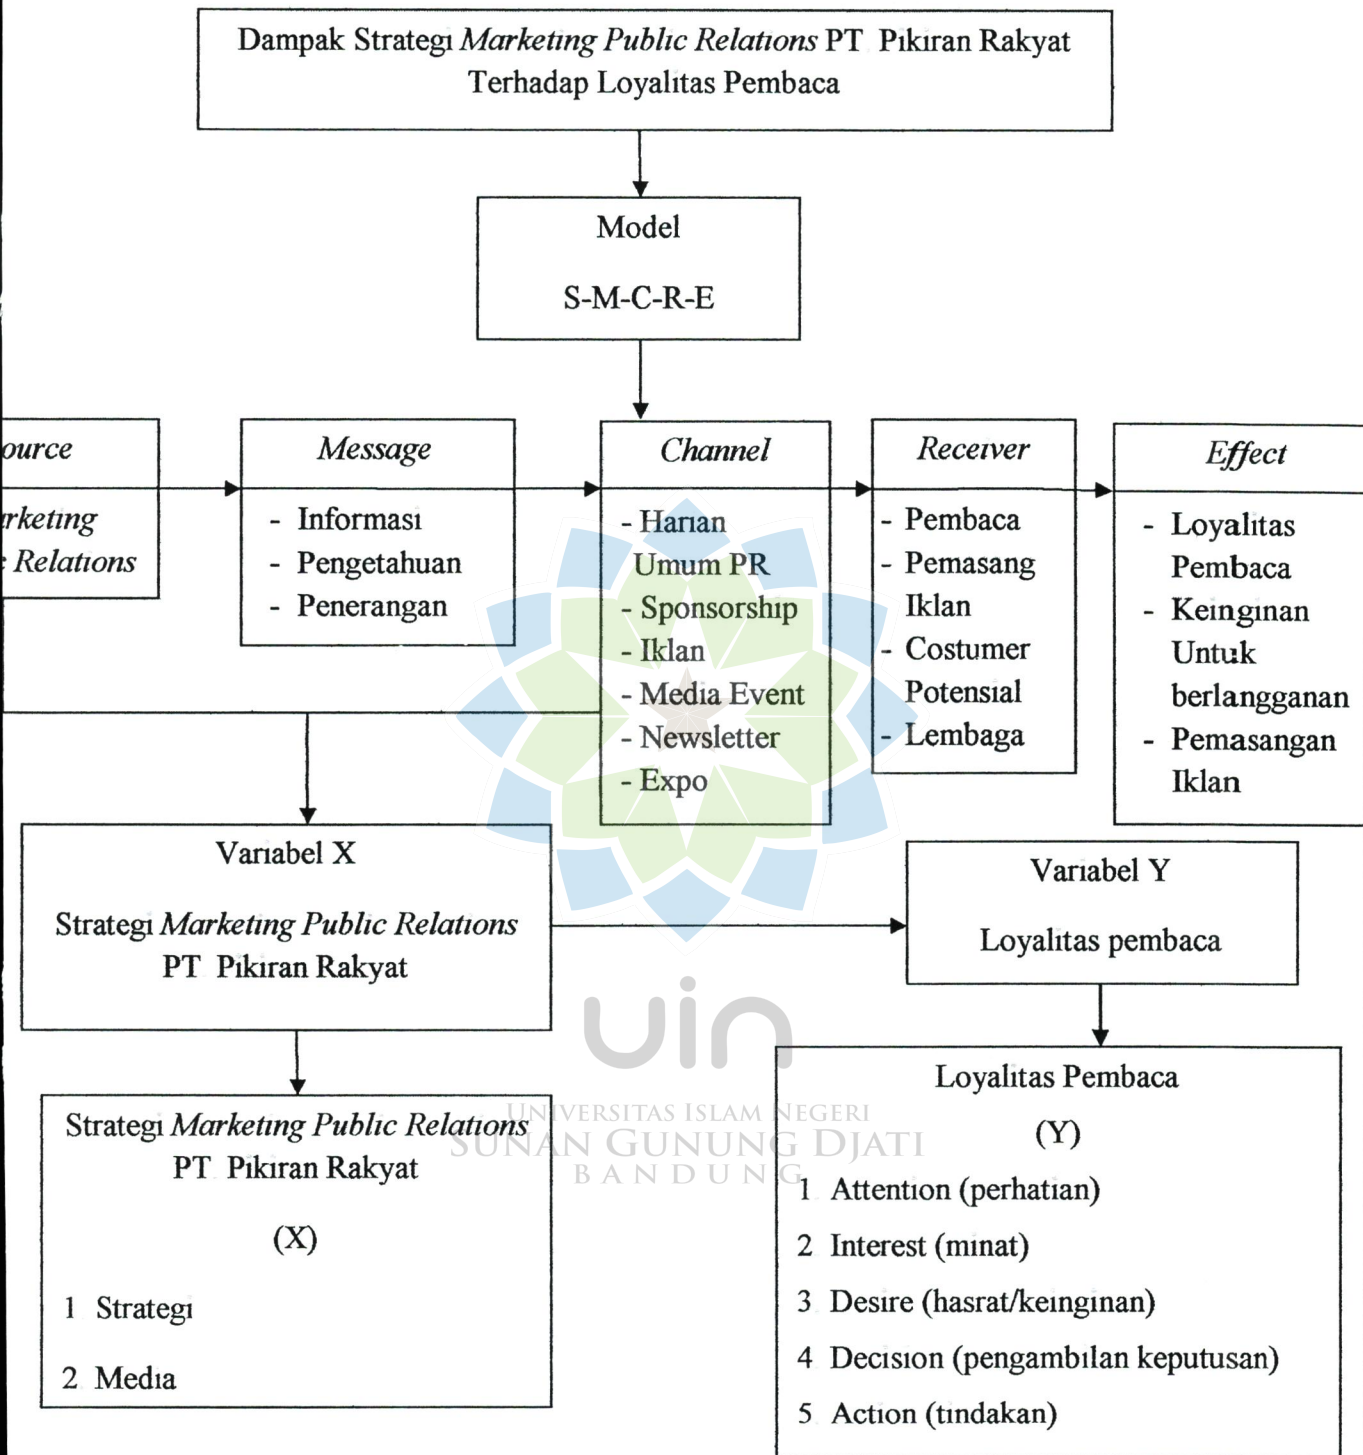 Dampak Strategi Marketing Public Relations PT Pikiran Rakyat
Terhadap Loyalitas Pembaca
Model
S-M-C-R-E
ource
rketing
Relations
Message
- Informasi
- Pengetahuan
- Penerangan
Channel
- Harian
Umum PR
- Sponsorship
- Iklan
- Media Event
- Newsletter
- Expo
Receiver
- Pembaca
- Pemasang
Iklan
- Costumer
Potensial
- Lembaga
Effect
- Loyalitas
Pembaca
- Keinginan
Untuk
berlangganan
- Pemasangan
Iklan
Variabel X
Strategi Marketing Public Relations
PT Pikiran Rakyat
Variabel Y
Loyalitas pembaca
Strategi Marketing Public Relations
PT Pikiran Rakyat
(X)
1 Strategi
2 Media
Loyalitas Pembaca
(Y)
1 Attention (perhatian)
2 Interest (minat)
3 Desire (hasrat/keinginan)
4 Decision (pengambilan keputusan)
5 Action (tindakan)
uin
UNIVERSITAS ISLAM NEGERI
SUNAN GUNUNG DJATI
BANDUNG